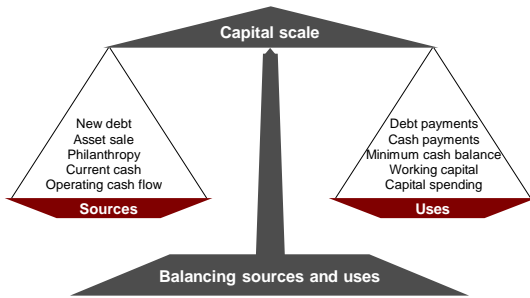 Capital scale
New debt
Asset sale
Philanthropy
Current cash
Operating cash flow
Sources
Debt payments
Cash payments
Minimum cash balance
Working capital
Capital spending
Uses
Balancing sources and uses